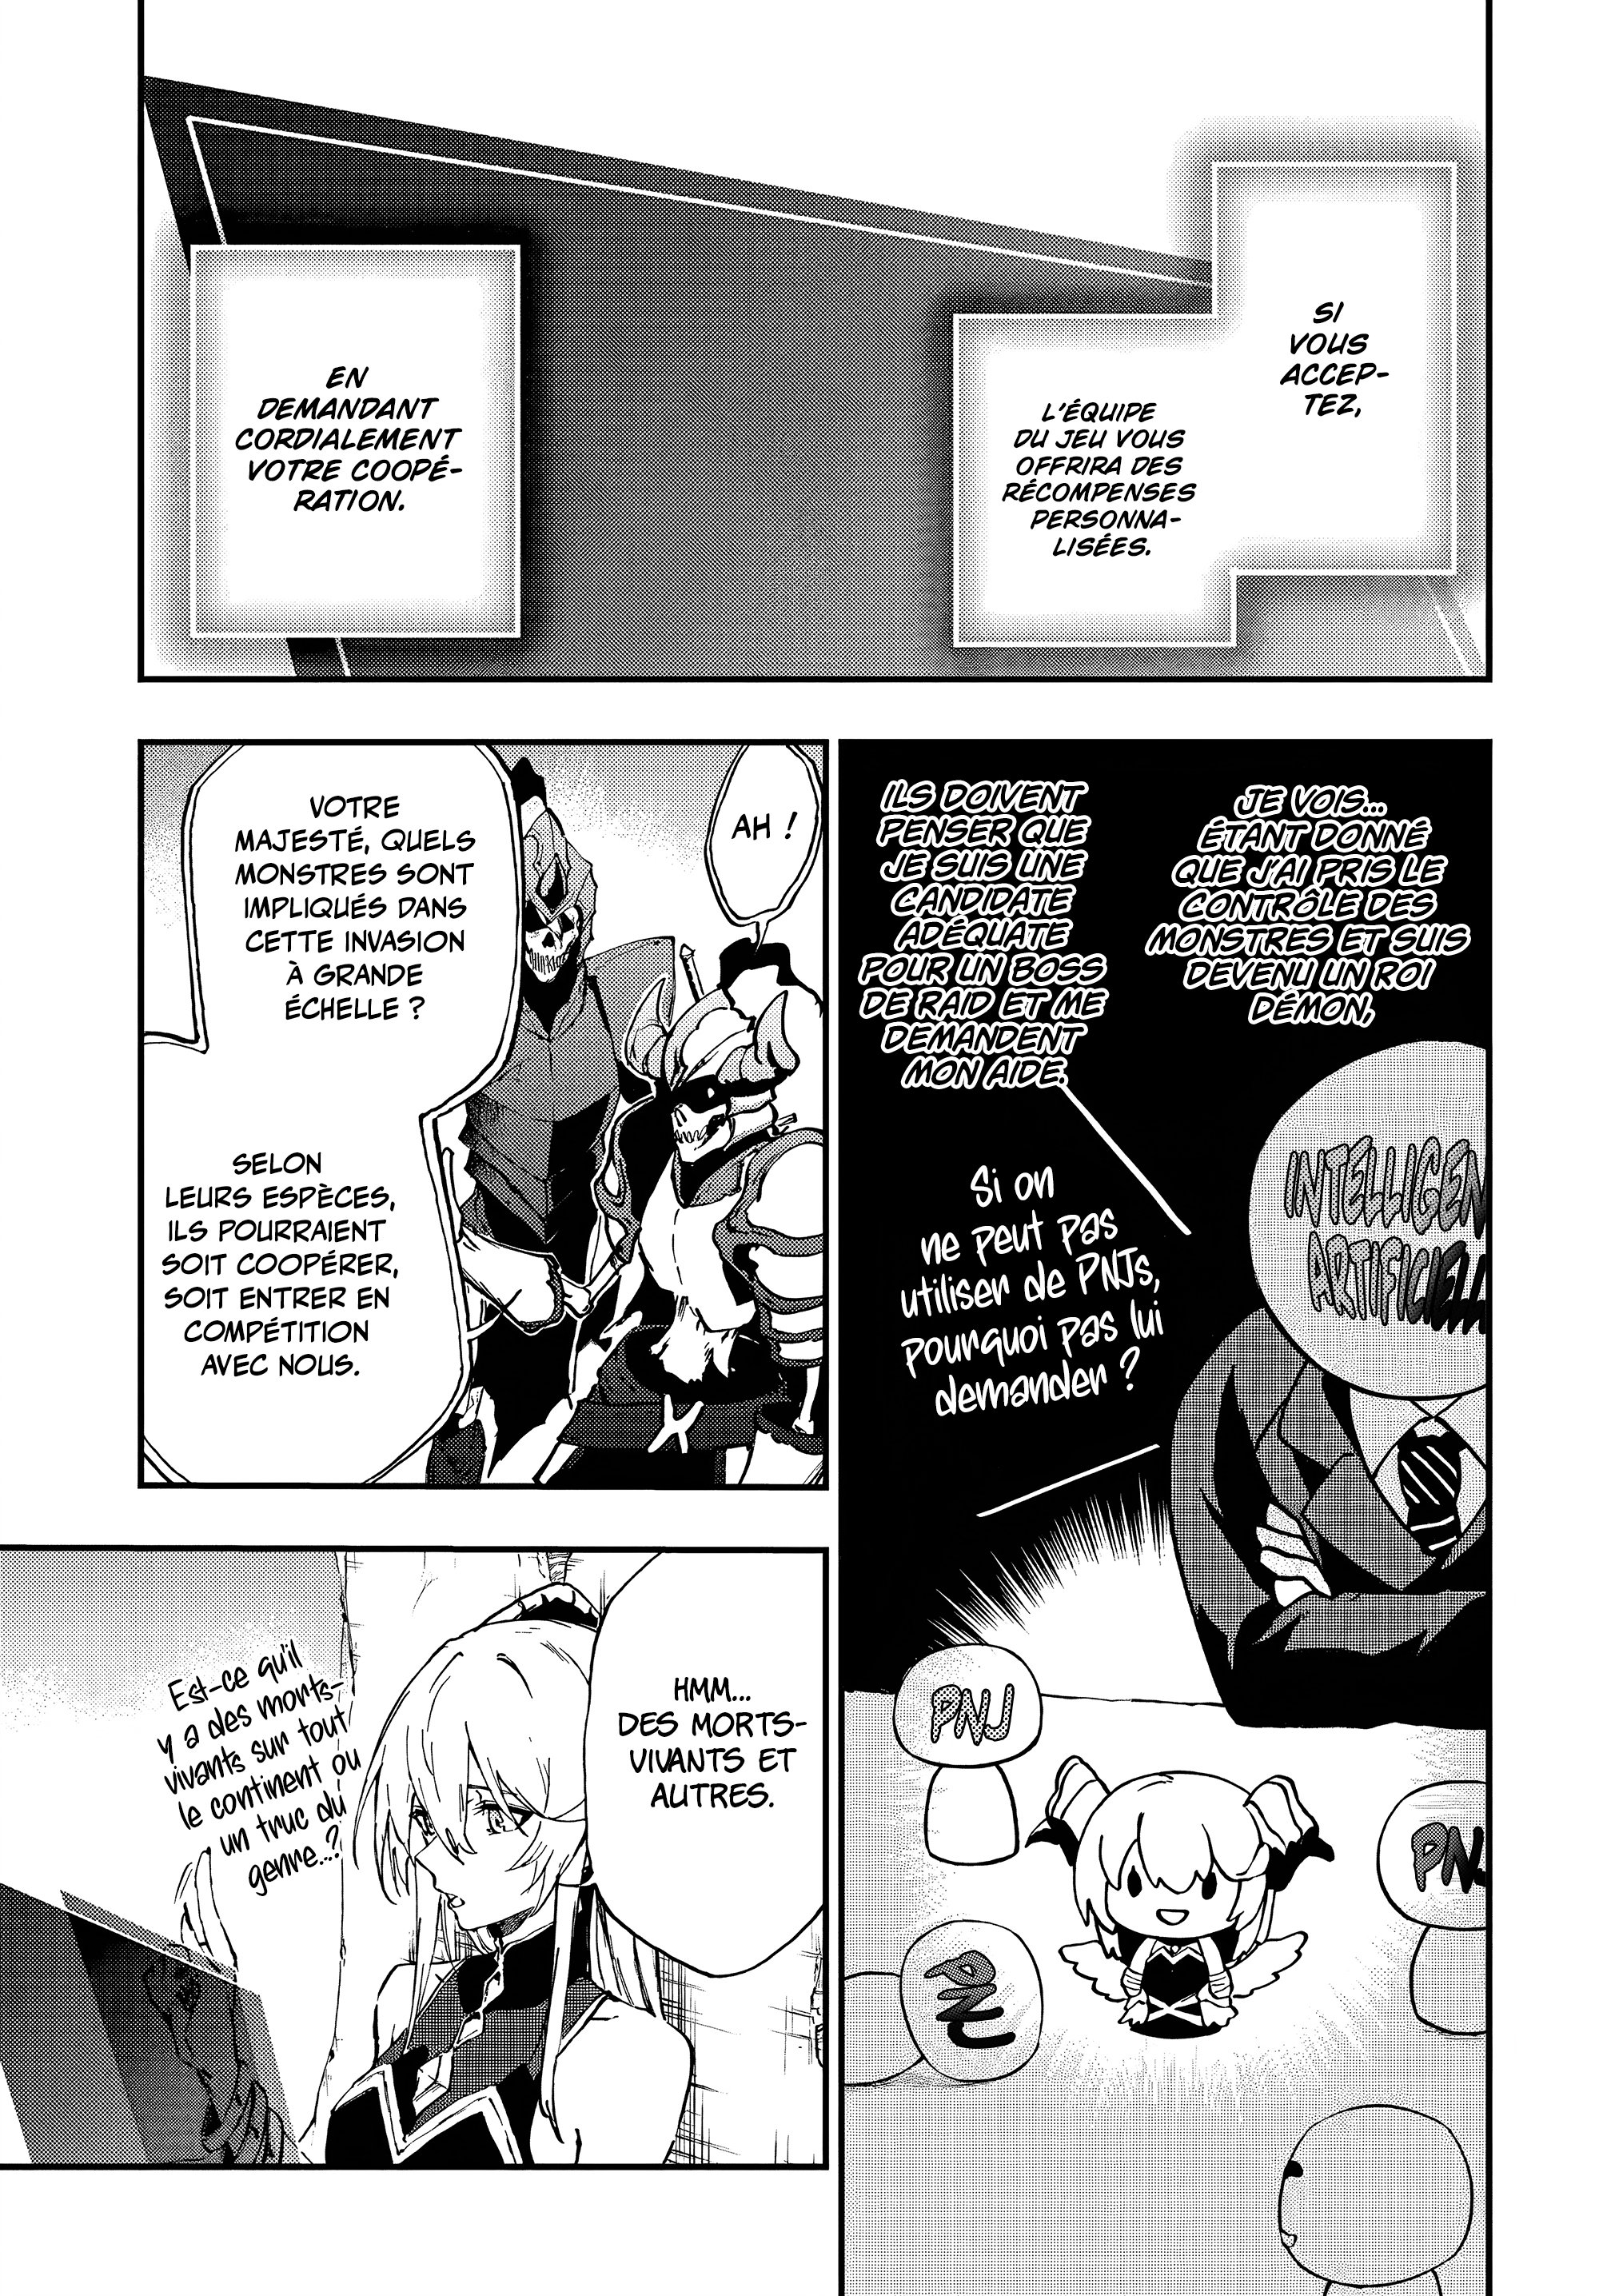 SI
VOUS
ACCEP-
TEZ,
L'ÉQUIPE
DU JEU VOUS
OFFRIRA DES
RÉCOMPENSES
PERSONNA-
LISÉES.
EN
DEMANDANT
CORDIALEMENT
VOTRE COOPÉ-
RATION.
JE VOIS...
ÉTANT DONNÉ
QUE J'AI PRIS LE
CONTRÔLE DES
MONSTRES ET SUIS
DEVENU UN ROI
DÉMON,
ILS DOIVENT
PENSER QUE
JE SUIS UNE
CANDIDATE
ADÉQUATE
POUR UN BOSS
DE RAID ET ME
DEMANDENT
MON AIDE.
INTELLIGEN
ARTIFICIELL
Si on
ne peut pas
utiliser de PNJs,
pourquoi pas lui
demander ?
PNJ
PNJ
PNJ
AH !
VOTRE
MAJESTÉ, QUELS
MONSTRES SONT
IMPLIQUÉS DANS
CETTE INVASION
À GRANDE
ÉCHELLE ?
SELON
LEURS ESPÈCES,
ILS POURRAIENT
SOIT COOPÉRER,
SOIT ENTRER EN
COMPÉTITION
AVEC NOUS.
HMM...
DES MORTS-
VIVANTS ET
AUTRES.
Est-ce qu'il
y a des morts-
vivants sur tout
le continent ou
un truc du
genre...?